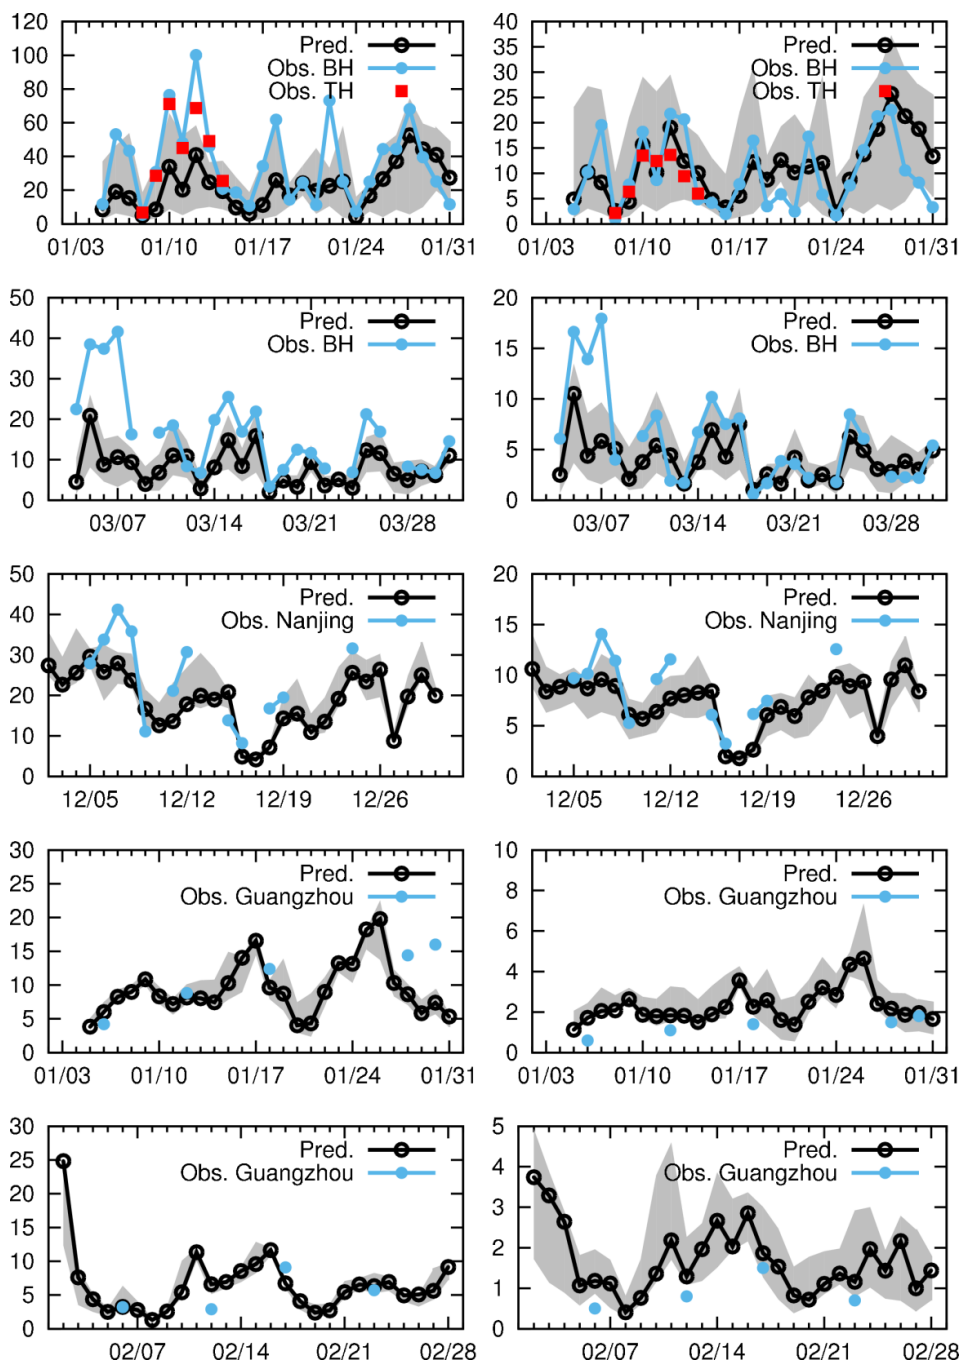 120
100
80
60
40
20
0
Pred.
Obs. BH
Obs. TH
01/03 01/10 01/17 01/24 01/31
40
35
30
25
20
15
10
5
0
Pred.
Obs. BH
Obs. TH
01/03 01/10 01/17 01/24 01/31
50
40
30
20
10
0
Pred.
Obs. BH
03/07 03/14 03/21 03/28
20
15
10
5
0
Pred.
Obs. BH
03/07 03/14 03/21 03/28
50
40
30
20
10
0
Pred.
Obs. Nanjing
12/05 12/12 12/19 12/26
20
15
10
5
0
Pred.
Obs. Nanjing
12/05 12/12 12/19 12/26
30
25
20
15
10
5
0
Pred.
Obs. Guangzhou
01/03 01/10 01/17 01/24 01/31
10
8
6
4
2
0
Pred.
Obs. Guangzhou
01/03 01/10 01/17 01/24 01/31
30
25
20
15
10
5
0
Pred.
Obs. Guangzhou
02/07 02/14 02/21 02/28
5
4
3
2
1
0
Pred.
Obs. Guangzhou
02/07 02/14 02/21 02/28